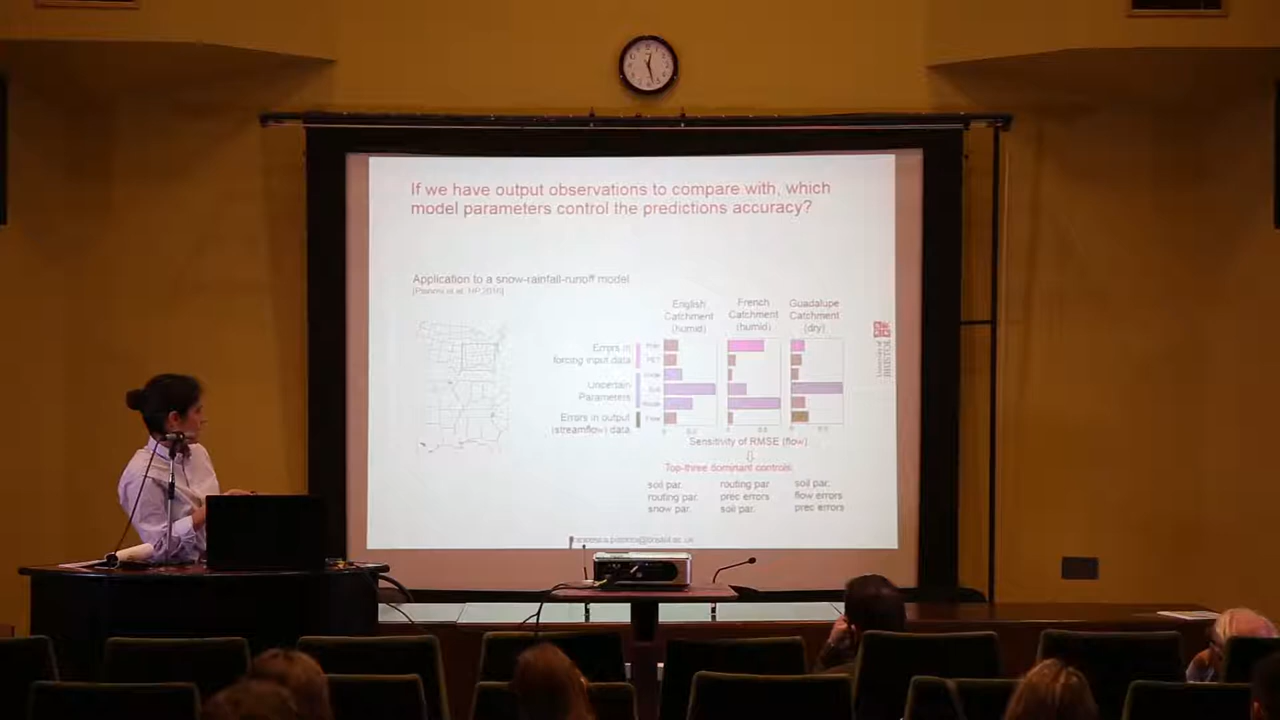 If we have output observations to compare with, which
model parameters control the predictions accuracy?
Application to a snow-rainfall-runoff model
English
Catchment
(humid)
French
Catchment
(humid)
Guadalupe
Catchment
(dry)
Errors in
forcing input data
Uncertain
Parameters
Errors in output
(streamflow) data
Sensitivity of RMSE (flow)
Top-three dominant controls
soil par.
routing par.
snow par.
routing par
prec errors
soil par.
soil par.
flow errors
prec errors